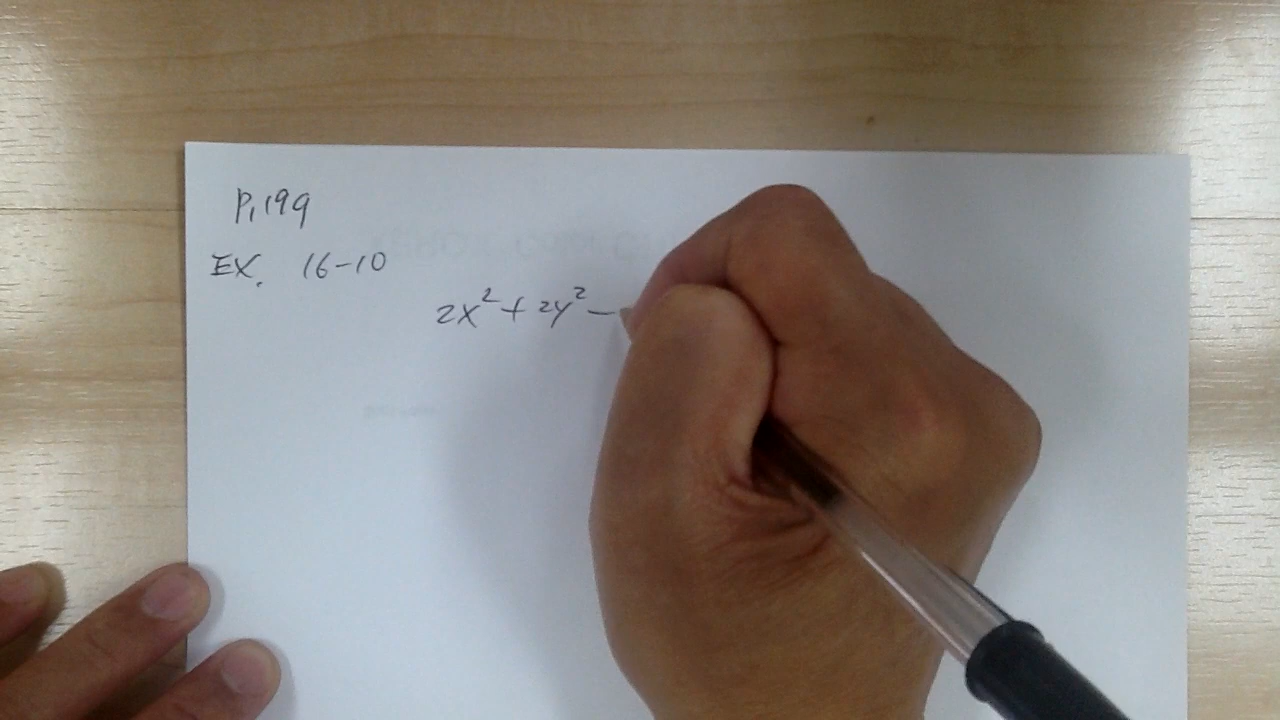 P,199
EX. 16-10
2x² + 2y² -